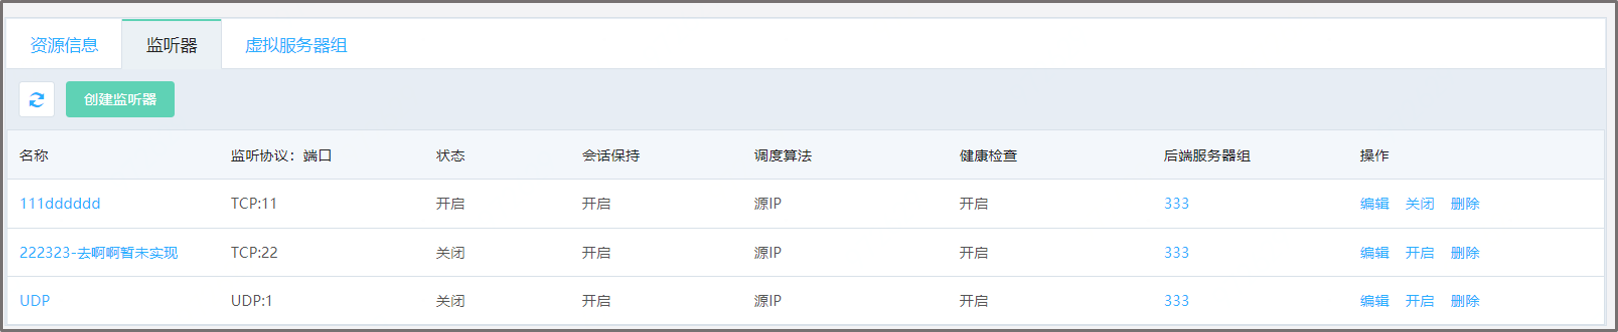 资源信息 监听器 虚拟服务器组
创建监听器
名称 监听协议：端口 状态 会话保持 调度算法 健康检查 后端服务器组 操作
111dddddd TCP:11 开启 开启 源IP 开启 333 编辑 关闭 删除
222323-去啊啊暂未实现 TCP:22 关闭 开启 源IP 开启 333 编辑 开启 删除
UDP UDP:1 关闭 开启 源IP 开启 333 编辑 开启 删除